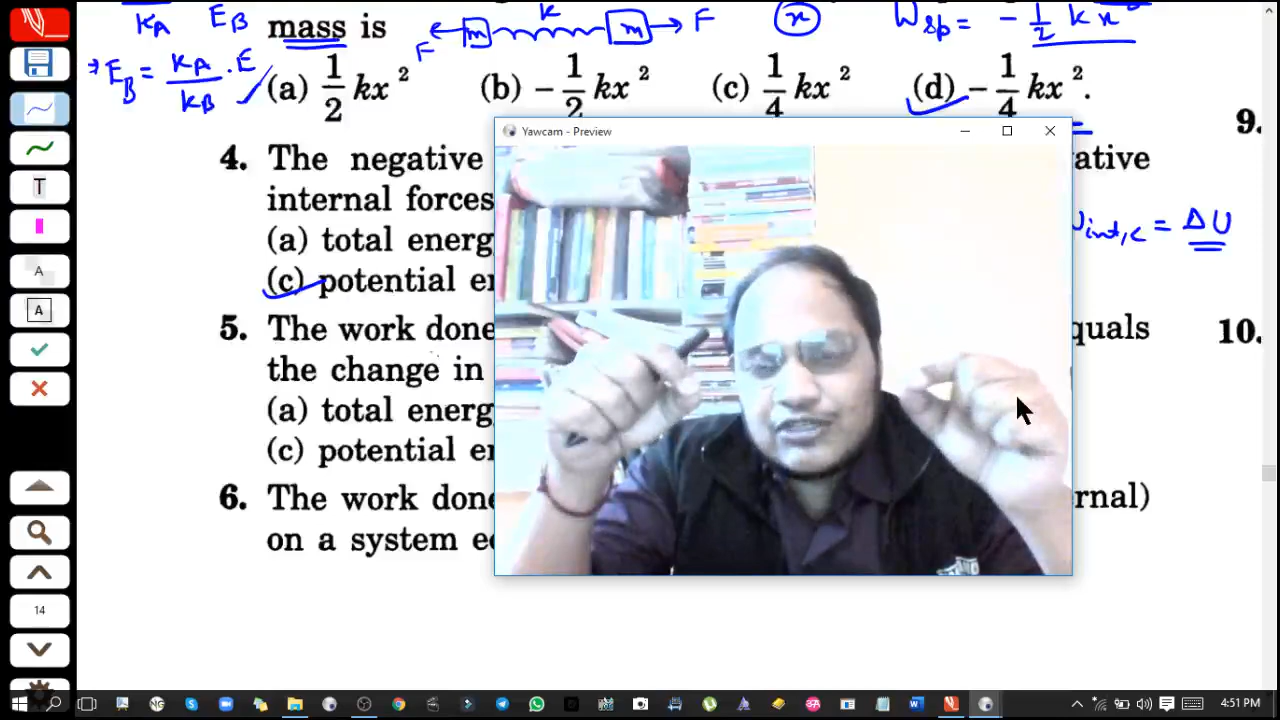 K_A E_B mass is F m K m F x W_sp = - 1/2 k x²
⇒ E_B = K_A/K_B . E (a) 1/2 kx² (b) - 1/2 kx² (c) 1/4 kx² (d) - 1/4 kx².
9.
Yawcam - Preview
4. The negative ative
internal forces
W_int,c = ΔU
(a) total energ
(c) potential e
5. The work done quals 10.
the change in
(a) total energ
(c) potential e
6. The work done rnal)
on a system e
T
A
A
14
4:51 PM